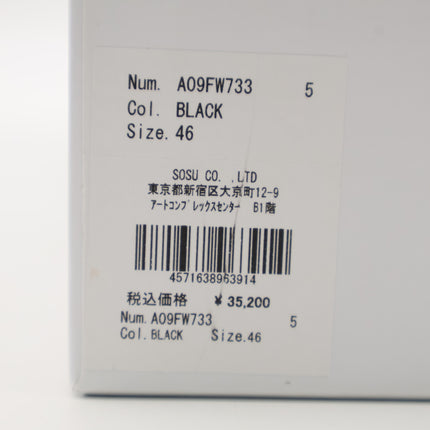 Num. A09FW733 5
Col. BLACK
Size. 46
SOSU CO. .LTD
東京都新宿区大京町12-9
ｱｰﾄｺﾝﾌﾟﾚｯｸｽｾﾝﾀｰ B1階
4571638963914
税込価格 ¥ 35,200
Num. A09FW733 5
Col. BLACK Size. 46